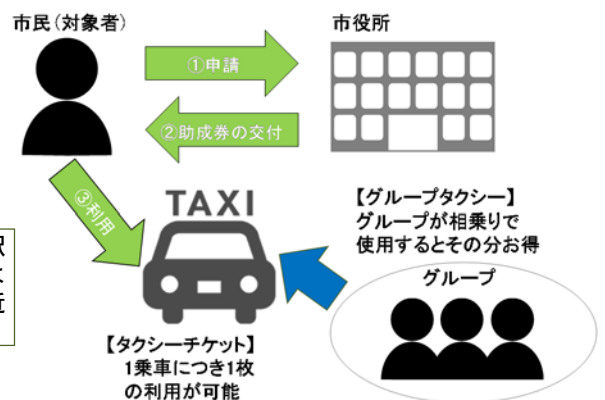 市民（対象者）
市役所
①申請
②助成券の交付
③利用
TAXI
【グループタクシー】
グループが相乗りで
使用するとその分お得
グループ
【タクシーチケット】
1乗車につき1枚
の利用が可能